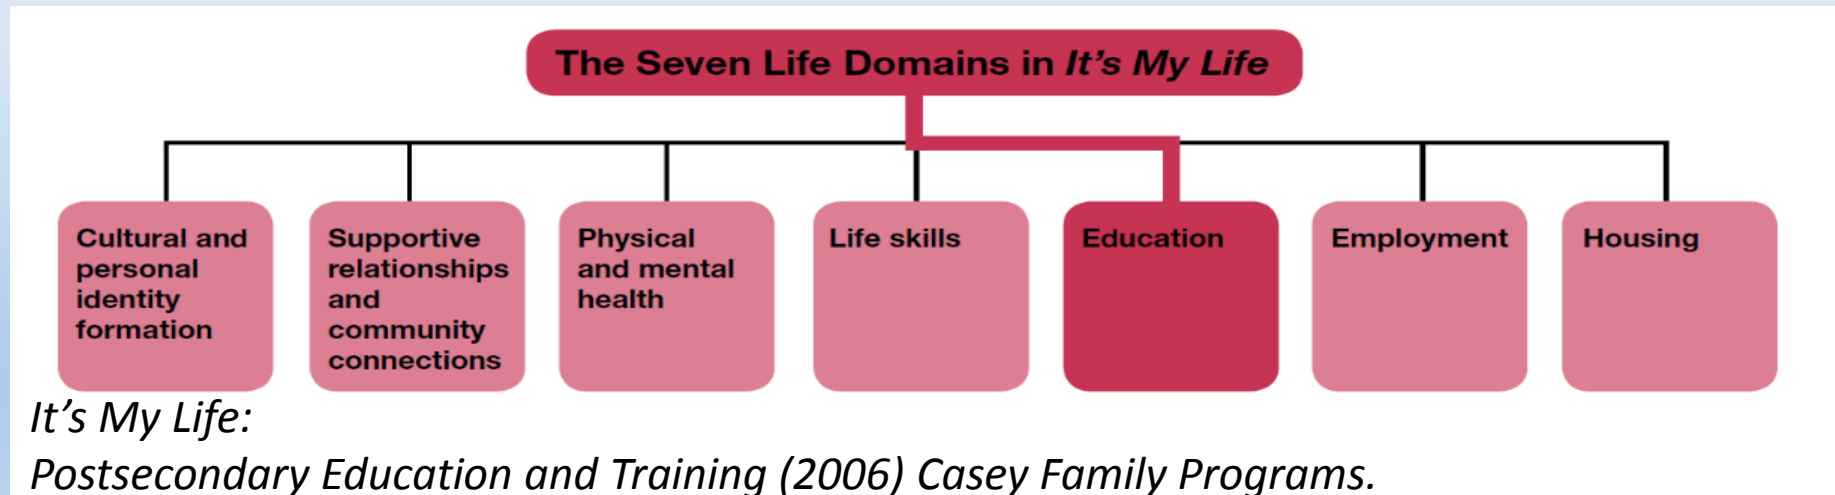 The Seven Life Domains in It's My Life
Cultural and
personal
identity
formation
Supportive
relationships
and
community
connections
Physical
and mental
health
Life skills
Education
Employment
Housing
It's My Life:
Postsecondary Education and Training (2006) Casey Family Programs.